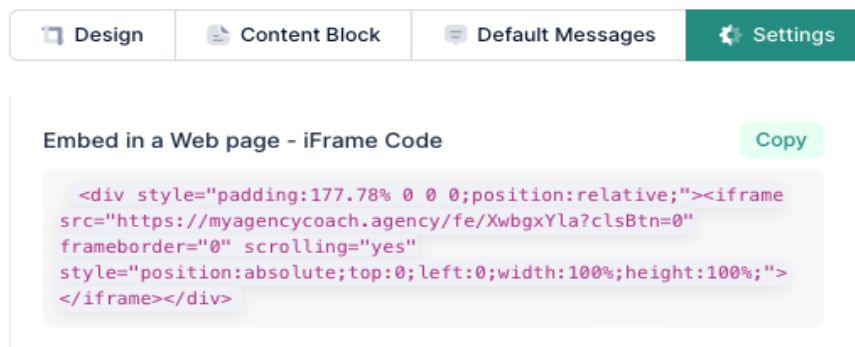 Design Content Block Default Messages Settings
Embed in a Web page - iFrame Code Copy
<div style="padding:177.78% 0 0 0;position:relative;"><iframe
src="https://myagencycoach.agency/fe/XwbgxYla?clsBtn=0"
frameborder="0" scrolling="yes"
style="position:absolute;top:0;left:0;width:100%;height:100%;">
</iframe></div>